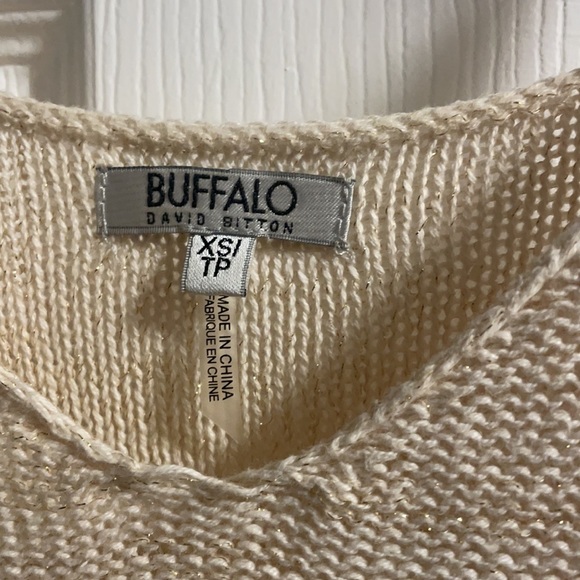 BUFFALO
DAVID BITTON
XS/
TP
MADE IN CHINA
FABRIQUE EN CHINE